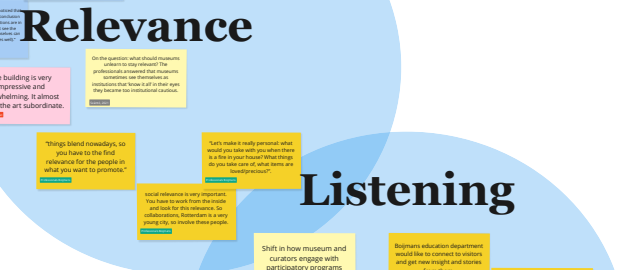 Relevance
On the question: what should museums
unlearn to stay relevant? The
professionals answered that museums
sometimes see themselves as
institutions that 'know it all' in their eyes
they became too institutional cautious.
building is very
impressive and
whelming. It almost
the art subordinate.
"things blend nowadays, so
you have to the find
relevance for the people in
what you want to promote."
"Let's make it really personal: what
would you take with you when there
is a fire in your house? What things
do you take care of, what items are
loved/precious?".
social relevance is very important.
You have to work from the inside
and look for this relevance. So
collaborations, Rotterdam is a very
young city, so involve these people.
Listening
Shift in how museum and
curators engage with
participatory programs
Boijmans education department
would like to connect to visitors
and get new insight and stories